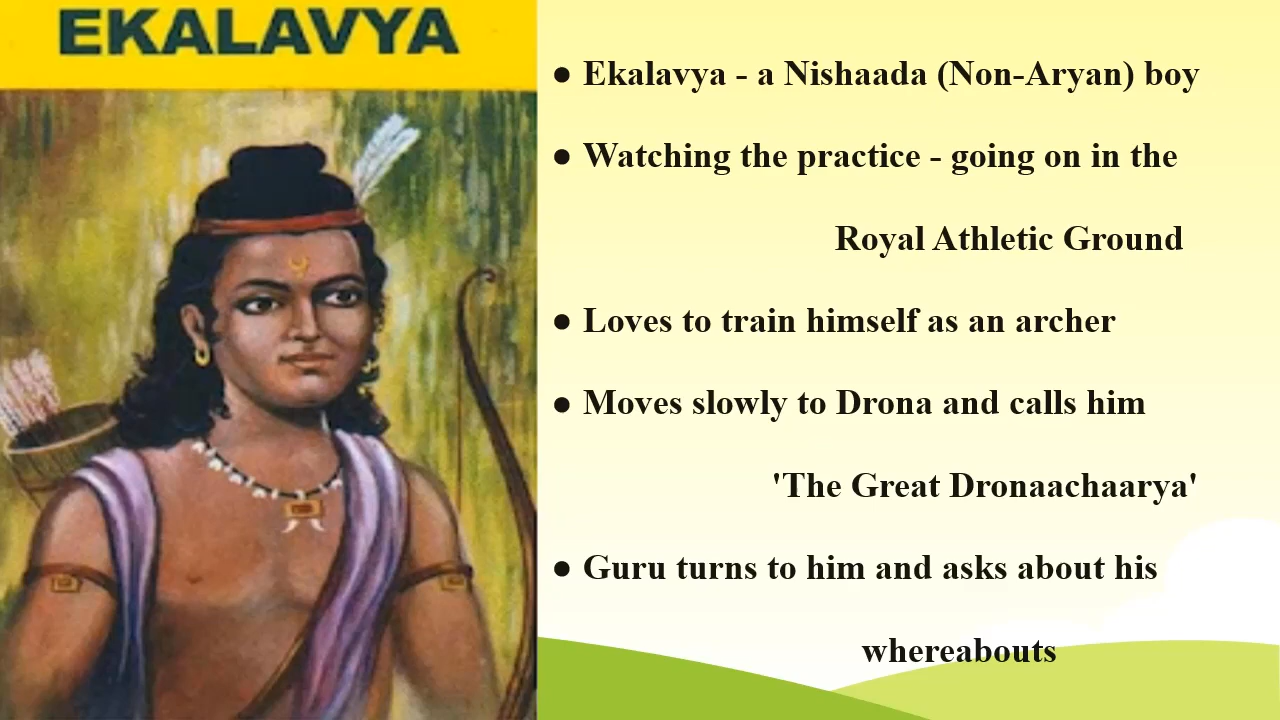 EKALAVYA
● Ekalavya - a Nishaada (Non-Aryan) boy
● Watching the practice - going on in the
Royal Athletic Ground
● Loves to train himself as an archer
● Moves slowly to Drona and calls him
'The Great Dronaachaarya'
● Guru turns to him and asks about his
whereabouts